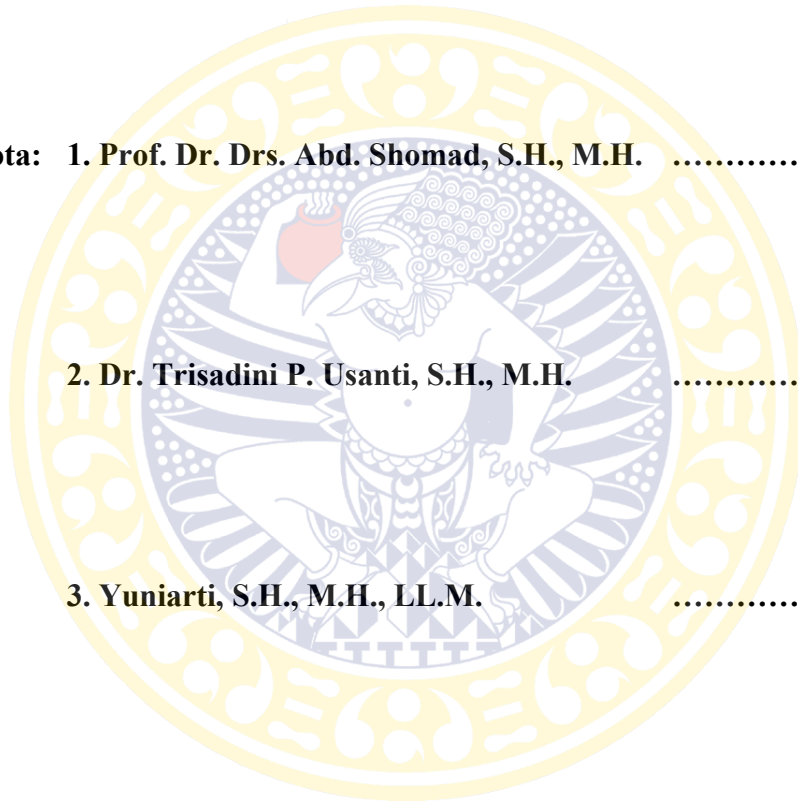 ota: 1. Prof. Dr. Drs. Abd. Shomad, S.H., M.H. …………
2. Dr. Trisadini P. Usanti, S.H., M.H. …………
3. Yuniarti, S.H., M.H., LL.M. …………